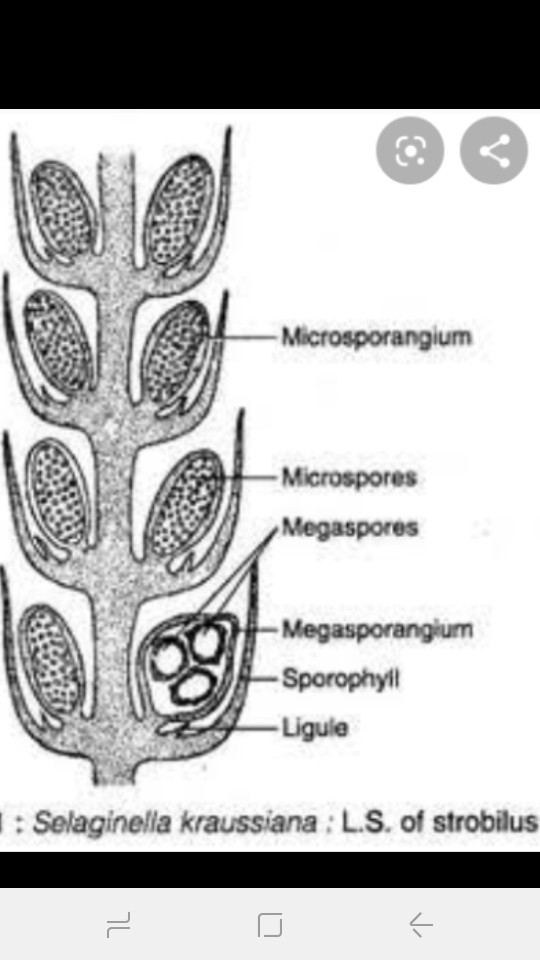 Microsporangium
Microspores
Megaspores
Megasporangium
Sporophyll
Ligule
: Selaginella kraussiana : L.S. of strobilus